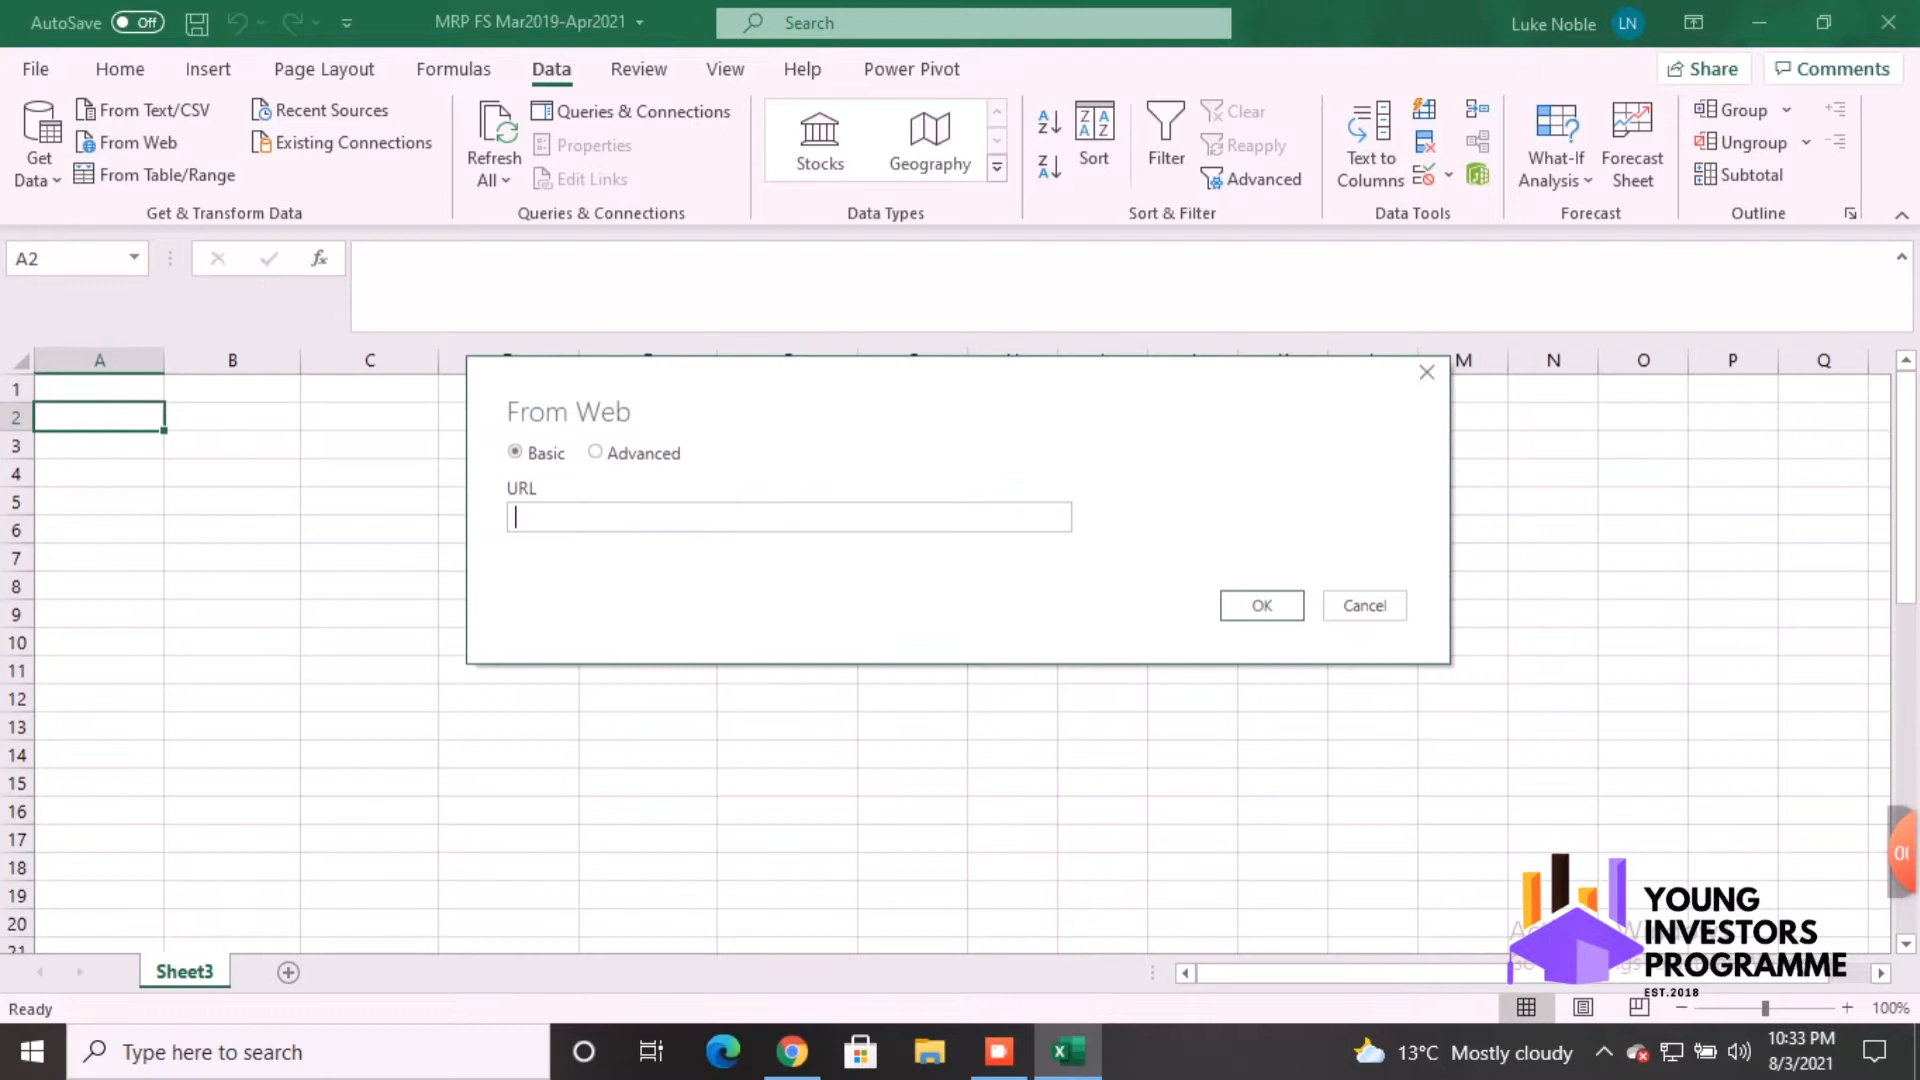 AutoSave Off MRP FS Mar2019-Apr2021 Search Luke Noble LN
File Home Insert Page Layout Formulas Data Review View Help Power Pivot Share Comments
Get Data
From Text/CSV
From Web
From Table/Range
Recent Sources
Existing Connections
Get & Transform Data
Refresh All
Queries & Connections
Properties
Edit Links
Queries & Connections
Stocks
Geography
Data Types
Sort
Filter
Clear
Reapply
Advanced
Sort & Filter
Text to Columns
Data Tools
What-If Analysis
Forecast Sheet
Forecast
Group
Ungroup
Subtotal
Outline
A2 fx
A B C M N O P Q
1
2
3
4
5
6
7
8
9
10
11
12
13
14
15
16
17
18
19
20
21
From Web
Basic Advanced
URL
OK Cancel
YOUNG
INVESTORS
PROGRAMME
EST.2018
Sheet3
Ready 100%
Type here to search 13°C Mostly cloudy 10:33 PM
8/3/2021